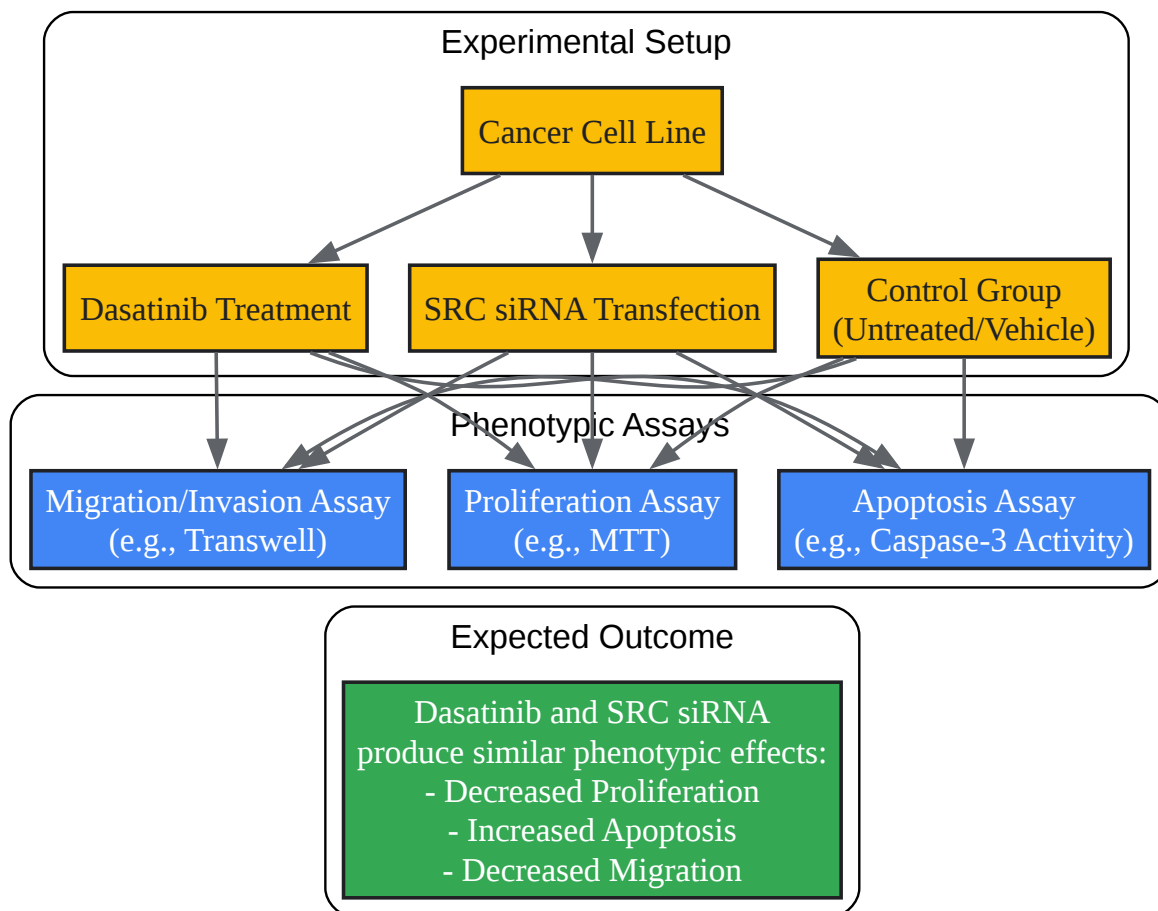 Experimental Setup
Cancer Cell Line
Dasatinib Treatment
SRC siRNA Transfection
Control Group
(Untreated/Vehicle)
Phenotypic Assays
Migration/Invasion Assay
(e.g., Transwell)
Proliferation Assay
(e.g., MTT)
Apoptosis Assay
(e.g., Caspase-3 Activity)
Expected Outcome
Dasatinib and SRC siRNA
produce similar phenotypic effects:
- Decreased Proliferation
- Increased Apoptosis
- Decreased Migration